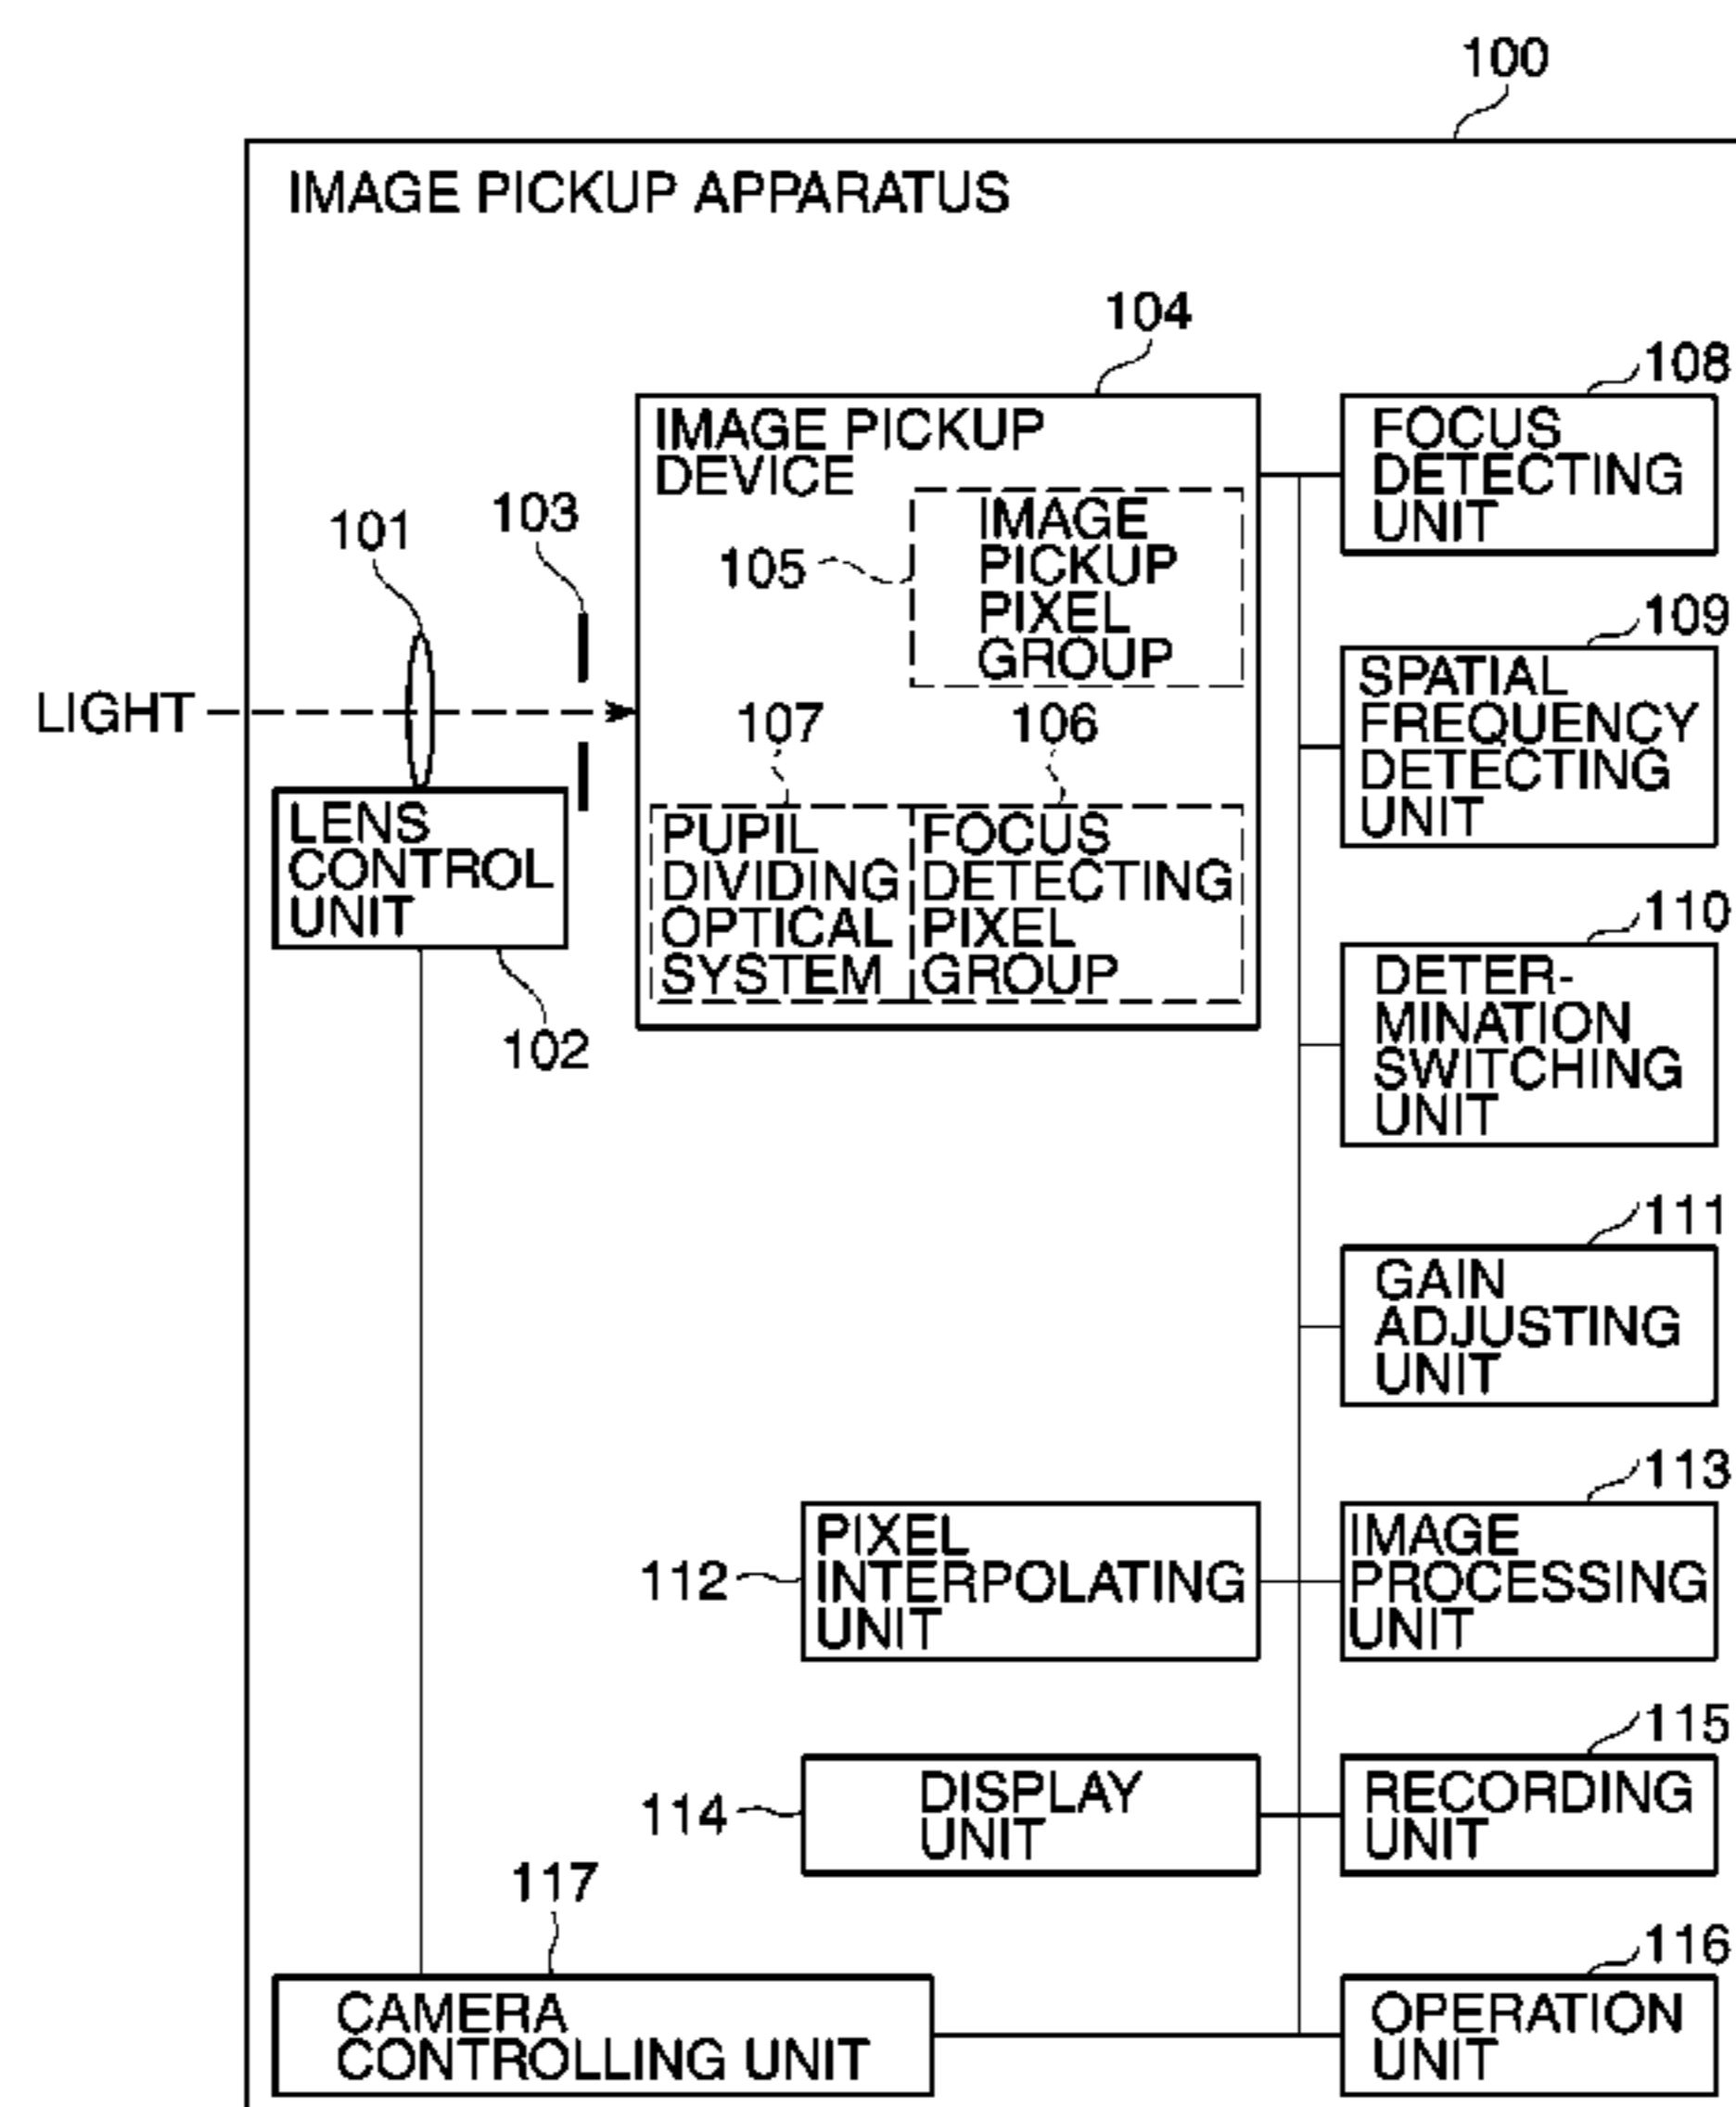 100
IMAGE PICKUP APPARATUS
104
108
IMAGE PICKUP
DEVICE
FOCUS
DETECTING
UNIT
101
103
105
IMAGE
PICKUP
PIXEL
GROUP
109
SPATIAL
FREQUENCY
DETECTING
UNIT
LIGHT
107
106
LENS
CONTROL
UNIT
102
PUPIL
DIVIDING
OPTICAL
SYSTEM
FOCUS
DETECTING
PIXEL
GROUP
110
DETER-
MINATION
SWITCHING
UNIT
111
GAIN
ADJUSTING
UNIT
112
PIXEL
INTERPOLATING
UNIT
113
IMAGE
PROCESSING
UNIT
114
DISPLAY
UNIT
115
RECORDING
UNIT
117
CAMERA
CONTROLLING UNIT
116
OPERATION
UNIT